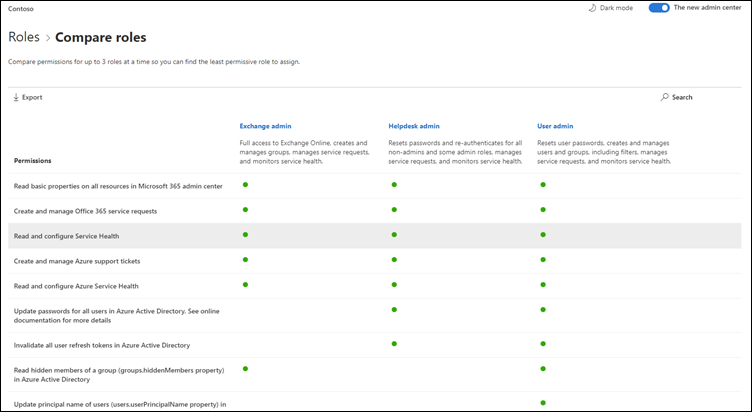 Contoso
Dark mode
The new admin center
Roles > Compare roles
Compare permissions for up to 3 roles at a time so you can find the least permissive role to assign.
Export
Search
Permissions
Exchange admin
Full access to Exchange Online, creates and
manages groups, manages service requests,
and monitors service health.
Helpdesk admin
Resets passwords and re-authenticates for all
non-admins and some admin roles, manages
service requests, and monitors service health.
User admin
Resets user passwords, creates and manages
users and groups, including filters, manages
service requests, and monitors service health.
Read basic properties on all resources in Microsoft 365 admin center
Create and manage Office 365 service requests
Read and configure Service Health
Create and manage Azure support tickets
Read and configure Azure Service Health
Update passwords for all users in Azure Active Directory. See online
documentation for more details
Invalidate all user refresh tokens in Azure Active Directory
Read hidden members of a group (groups.hiddenMembers property)
in Azure Active Directory
Update principal name of users (users.userPrincipalName property) in